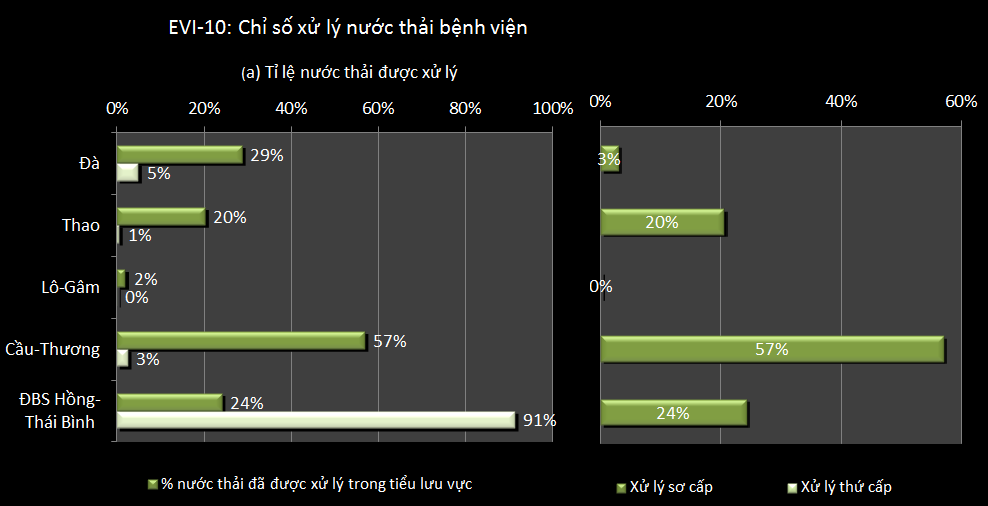 EVI-10: Chỉ số xử lý nước thải bệnh viện
(a) Tỉ lệ nước thải được xử lý
0% 20% 40% 60% 80% 100%
0% 20% 40% 60%
Đà
29%
5%
3%
Thao
20%
1%
20%
Lô-Gâm
2%
0%
0%
Cầu-Thương
57%
3%
57%
ĐBS Hồng-
Thái Bình
24%
91%
24%
% nước thải đã được xử lý trong tiểu lưu vực
Xử lý sơ cấp
Xử lý thứ cấp